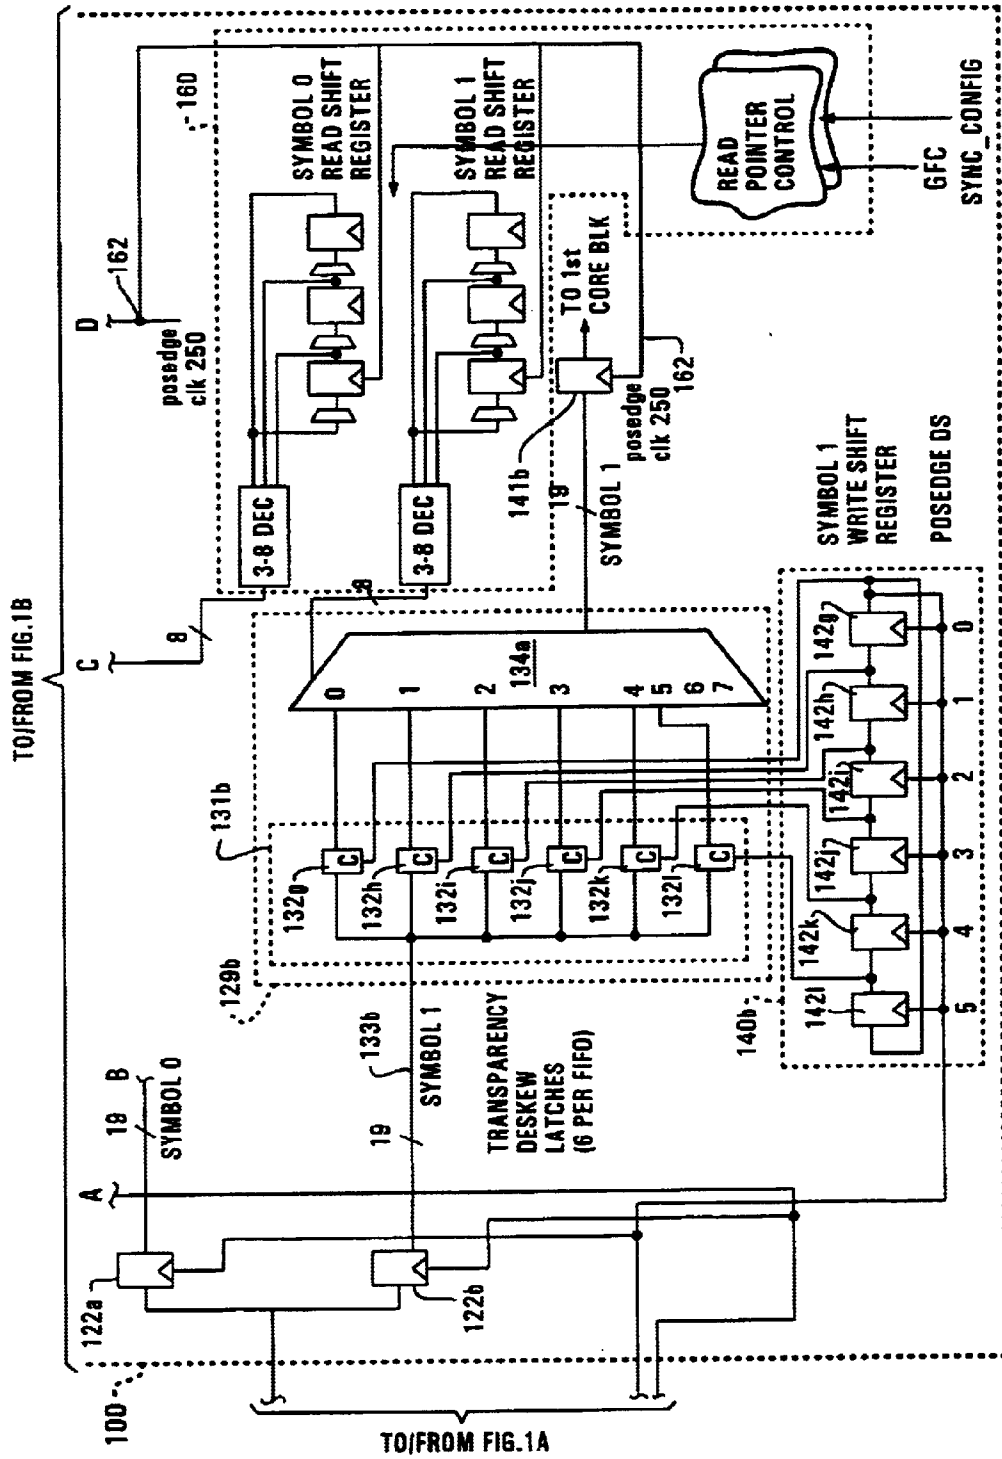 TO/FROM FIG.1B
100
122a
A
19
SYMBOL 0
B
C
8
D
162
posedge
clk 250
160
3-8 DEC
SYMBOL 0
READ SHIFT
REGISTER
3-8 DEC
8
SYMBOL 1
READ SHIFT
REGISTER
122b
19
133b
SYMBOL 1
129b
131b
132g
C
132h
C
132i
C
132j
C
132k
C
132l
C
0
1
2
3
4
5
6
7
134a
TRANSPARENCY
DESKEW
LATCHES
(6 PER FIFO)
141b
19
SYMBOL 1
TO 1st
CORE BLK
posedge
clk 250
162
READ
POINTER
CONTROL
GFC
SYNC_CONFIG
140b
142l
142k
142j
142i
142h
142g
5
4
3
2
1
0
SYMBOL 1
WRITE SHIFT
REGISTER
POSEDGE DS
TO/FROM FIG.1A